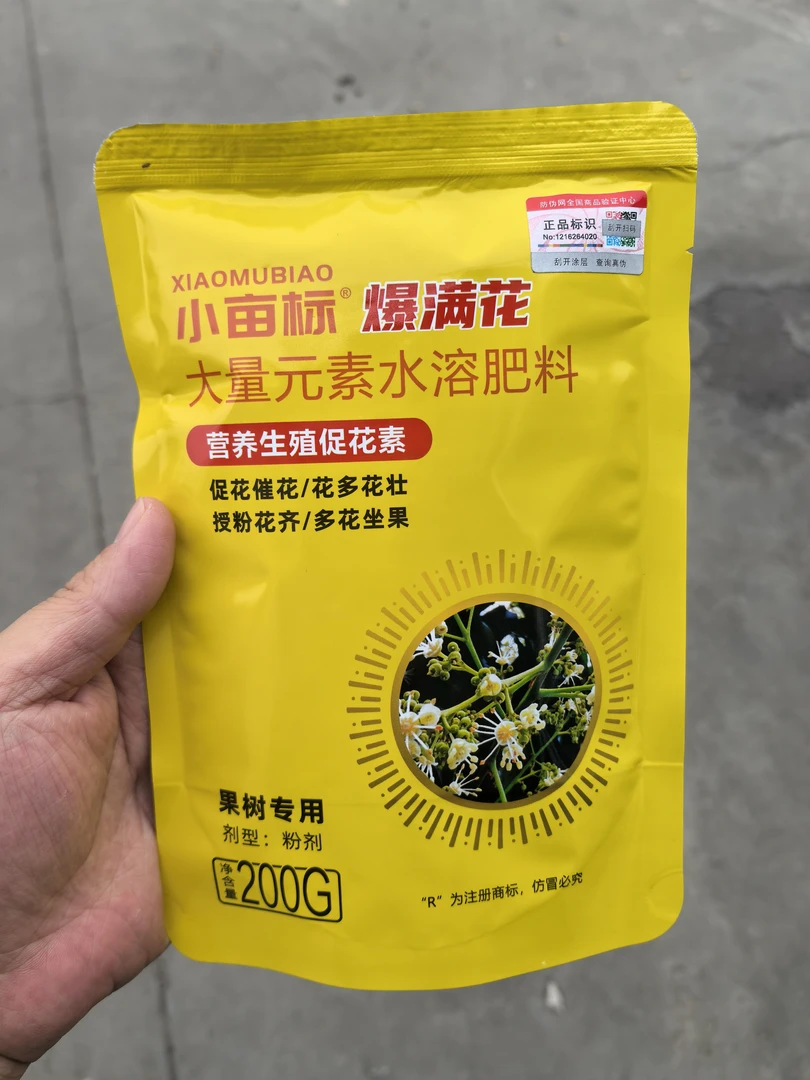 防伪网全国商品验证中心
正品标识
No:1216264020
刮开扫码
刮开涂层 查询真伪
XIAOMUBIAO
小亩标® 爆满花
大量元素水溶肥料
营养生殖促花素
促花催花/花多花壮
授粉花齐/多花坐果
果树专用
剂型：粉剂
净含量 200G
“R”为注册商标，仿冒必究